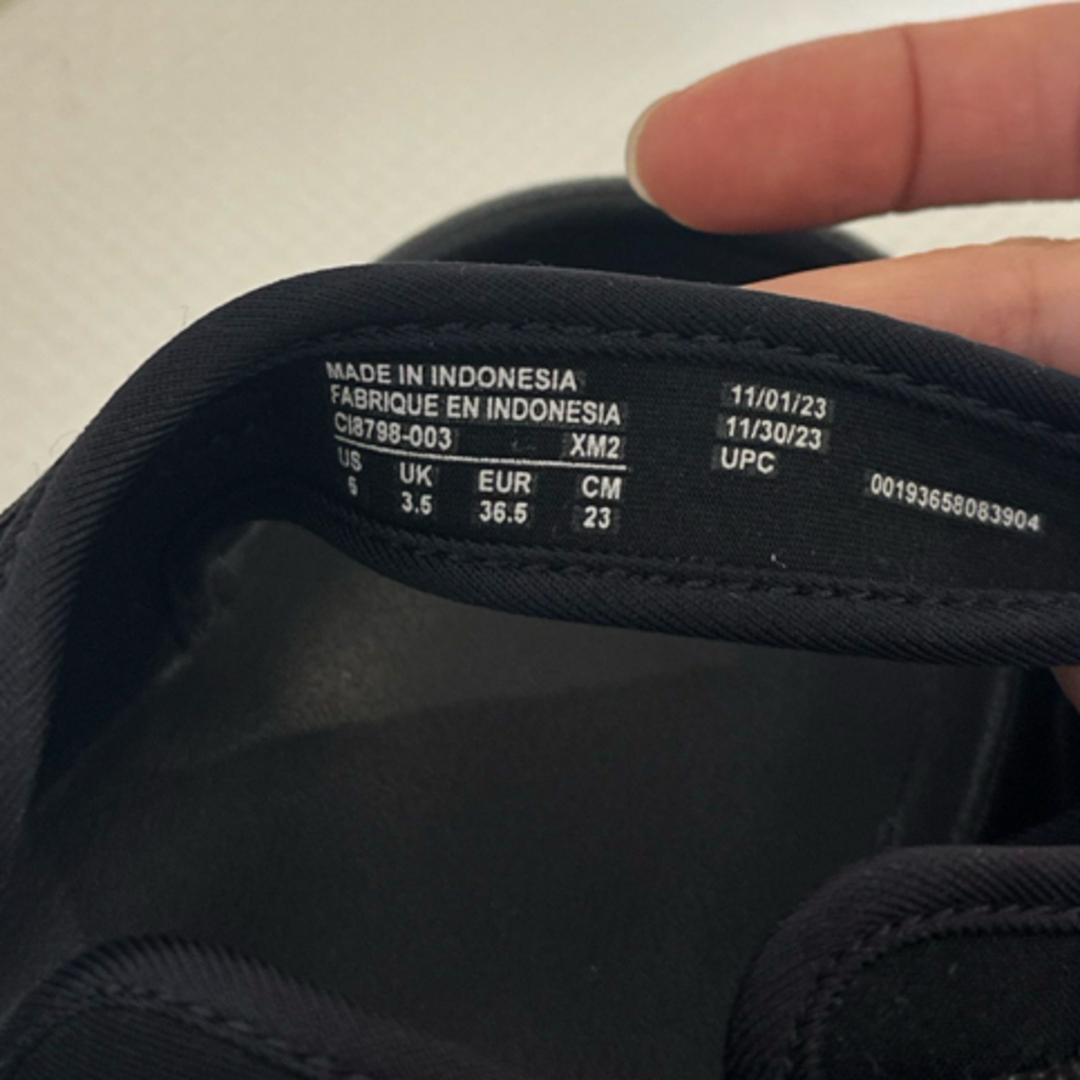 MADE IN INDONESIA
FABRIQUE EN INDONESIA
CI8798-003 XM2
US UK EUR CM
6 3.5 36.5 23
11/01/23
11/30/23
UPC
00193658083904